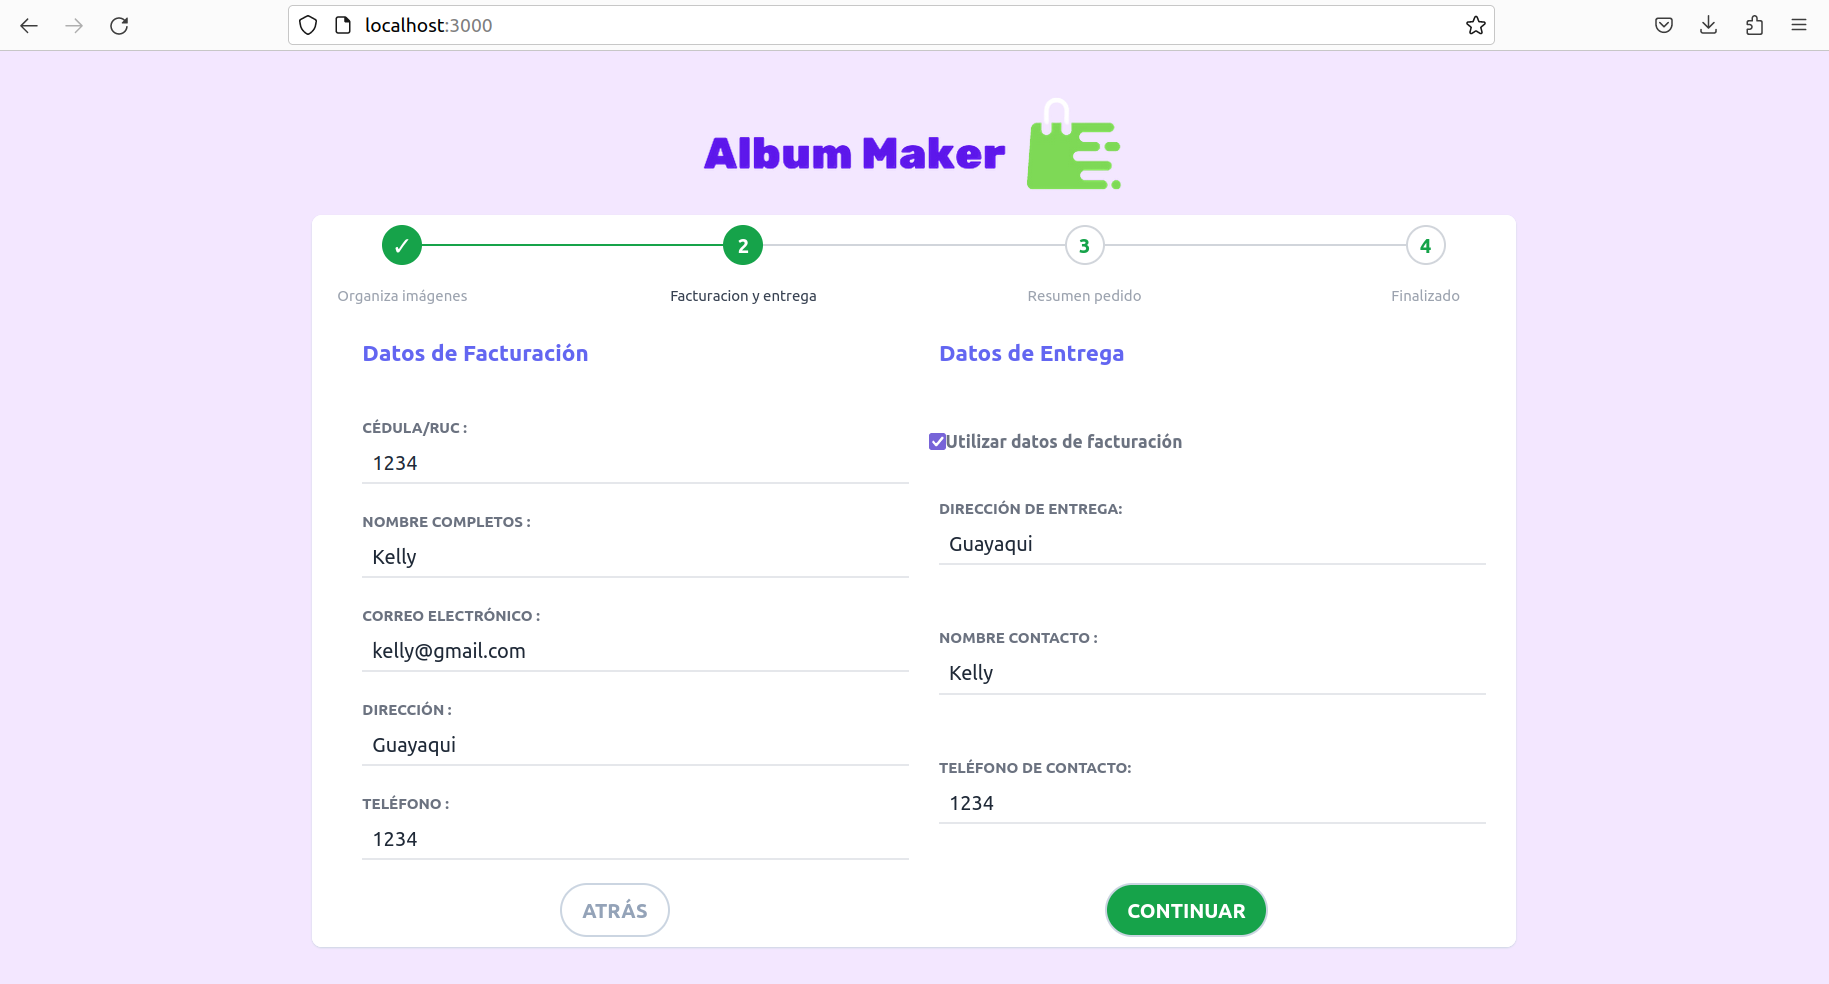 localhost:3000
Album Maker
✓ 2 3 4
Organiza imágenes Facturacion y entrega Resumen pedido Finalizado
Datos de Facturación
CÉDULA/RUC :
1234
NOMBRE COMPLETOS :
Kelly
CORREO ELECTRÓNICO :
kelly@gmail.com
DIRECCIÓN :
Guayaqui
TELÉFONO :
1234
ATRÁS
Datos de Entrega
Utilizar datos de facturación
DIRECCIÓN DE ENTREGA:
Guayaqui
NOMBRE CONTACTO :
Kelly
TELÉFONO DE CONTACTO:
1234
CONTINUAR